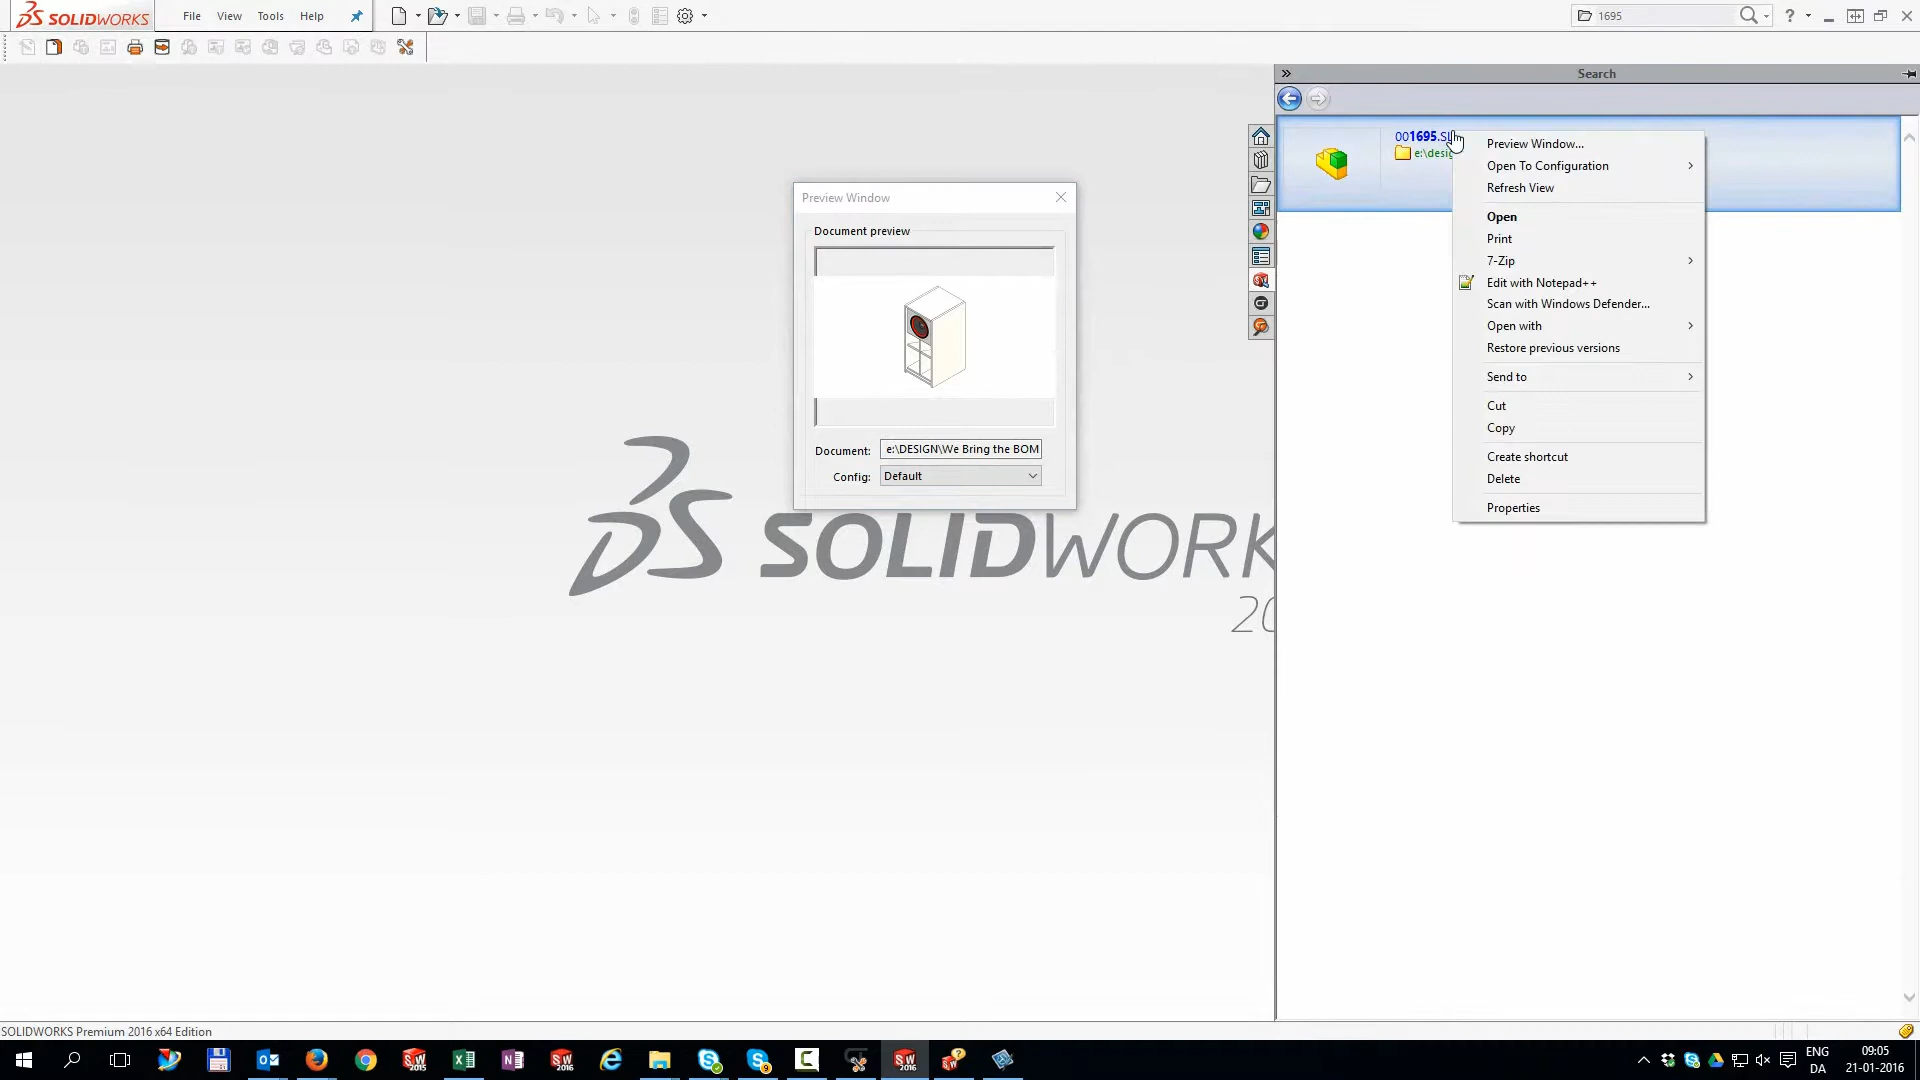 SOLIDWORKS
File View Tools Help
1695
?
Search
001695.SL
e:\desig
Preview Window...
Open To Configuration
Refresh View
Open
Print
7-Zip
Edit with Notepad++
Scan with Windows Defender...
Open with
Restore previous versions
Send to
Cut
Copy
Create shortcut
Delete
Properties
Preview Window
Document preview
Document: e:\DESIGN\We Bring the BOM
Config: Default
SOLIDWORK
20
SOLIDWORKS Premium 2016 x64 Edition
ENG
DA
09:05
21-01-2016